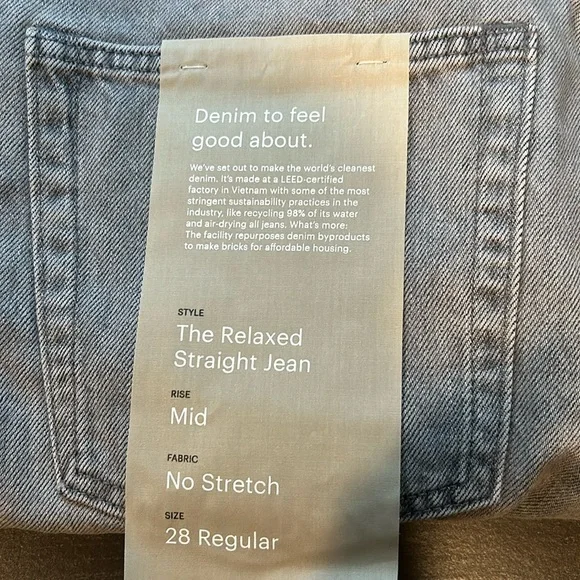 Denim to feel
good about.
We've set out to make the world's cleanest
denim. It's made at a LEED-certified
factory in Vietnam with some of the most
stringent sustainability practices in the
industry, like recycling 98% of its water
and air-drying all jeans. What's more:
The facility repurposes denim byproducts
to make bricks for affordable housing.
STYLE
The Relaxed
Straight Jean
RISE
Mid
FABRIC
No Stretch
SIZE
28 Regular